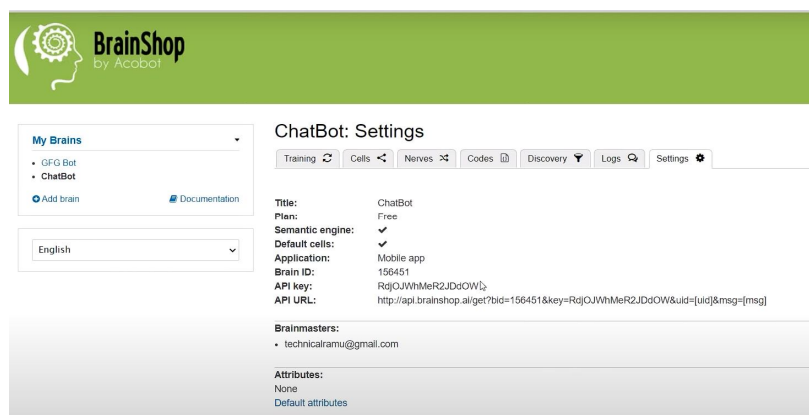 BrainShop
by Acobot
My Brains
GFG Bot
ChatBot
Add brain
Documentation
English
ChatBot: Settings
Training
Cells
Nerves
Codes
Discovery
Logs
Settings
Title: ChatBot
Plan: Free
Semantic engine: ✔
Default cells: ✔
Application: Mobile app
Brain ID: 156451
API key: RdjOJWhMeR2JDdOW
API URL: http://api.brainshop.ai/get?bid=156451&key=RdjOJWhMeR2JDdOW&uid=[uid]&msg=[msg]
Brainmasters:
technicalramu@gmail.com
Attributes:
None
Default attributes